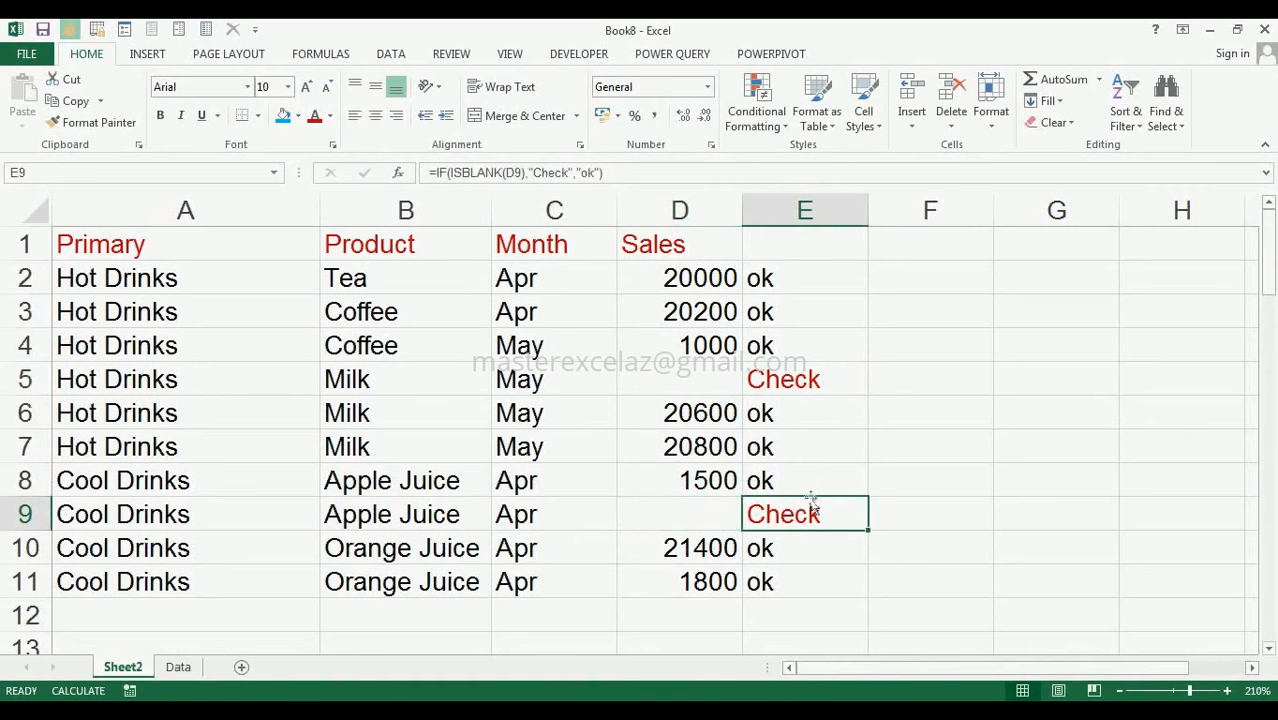 Book8 - Excel
?
FILE HOME INSERT PAGE LAYOUT FORMULAS DATA REVIEW VIEW DEVELOPER POWER QUERY POWERPIVOT Sign in
Paste
Cut
Copy
Format Painter
Clipboard
Arial 10
B I U
Font
Wrap Text
Merge & Center
Alignment
General
%
Number
Conditional Formatting
Format as Table
Cell Styles
Styles
Insert
Delete
Format
Cells
AutoSum
Fill
Clear
Sort & Filter
Find & Select
Editing
E9 fx =IF(ISBLANK(D9),"Check","ok")
A B C D E F G H
1 Primary Product Month Sales
2 Hot Drinks Tea Apr 20000 ok
3 Hot Drinks Coffee Apr 20200 ok
4 Hot Drinks Coffee May 1000 ok
masterexcelaz@gmail.com
5 Hot Drinks Milk May Check
6 Hot Drinks Milk May 20600 ok
7 Hot Drinks Milk May 20800 ok
8 Cool Drinks Apple Juice Apr 1500 ok
9 Cool Drinks Apple Juice Apr Check
10 Cool Drinks Orange Juice Apr 21400 ok
11 Cool Drinks Orange Juice Apr 1800 ok
12
13
Sheet2 Data
READY CALCULATE 210%